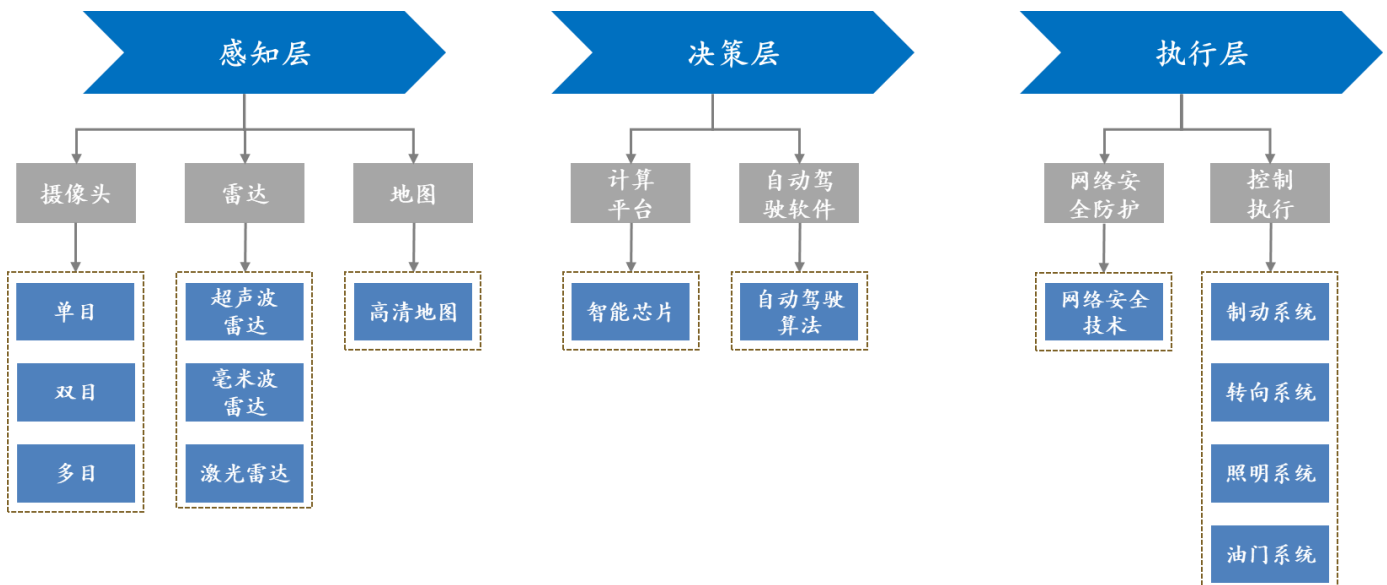 感知层
决策层
执行层
摄像头
雷达
地图
计算
平台
自动驾
驶软件
网络安
全防护
控制
执行
单目
双目
多目
超声波
雷达
毫米波
雷达
激光雷达
高清地图
智能芯片
自动驾驶
算法
网络安全
技术
制动系统
转向系统
照明系统
油门系统